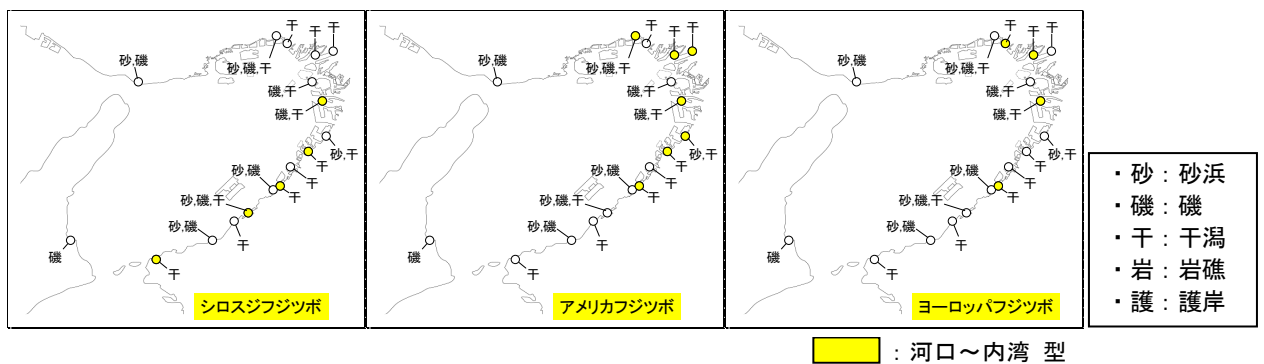 干
干
干
砂,磯
砂,磯,干
磯,干
磯,干
砂,干
干
砂,磯
干
干
砂,磯,干
砂,磯
干
磯
干
シロスジフジツボ
干
干
干
砂,磯
砂,磯,干
磯,干
磯,干
砂,干
干
砂,磯
干
干
砂,磯,干
砂,磯
干
磯
干
アメリカフジツボ
干
干
干
砂,磯
砂,磯,干
磯,干
磯,干
砂,干
干
砂,磯
干
干
砂,磯,干
砂,磯
干
磯
干
ヨーロッパフジツボ
・砂：砂浜
・磯：磯
・干：干潟
・岩：岩礁
・護：護岸
：河口～内湾 型